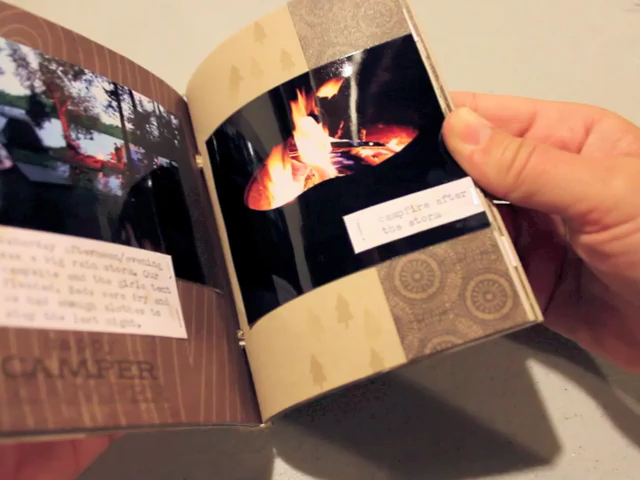 afternoon/evening
was a big rain storm. Our
campsite and the girls tent
flooded. Beds were dry and
we had enough clothes to
stay the last night.
CAMPER
campfire after
the storm